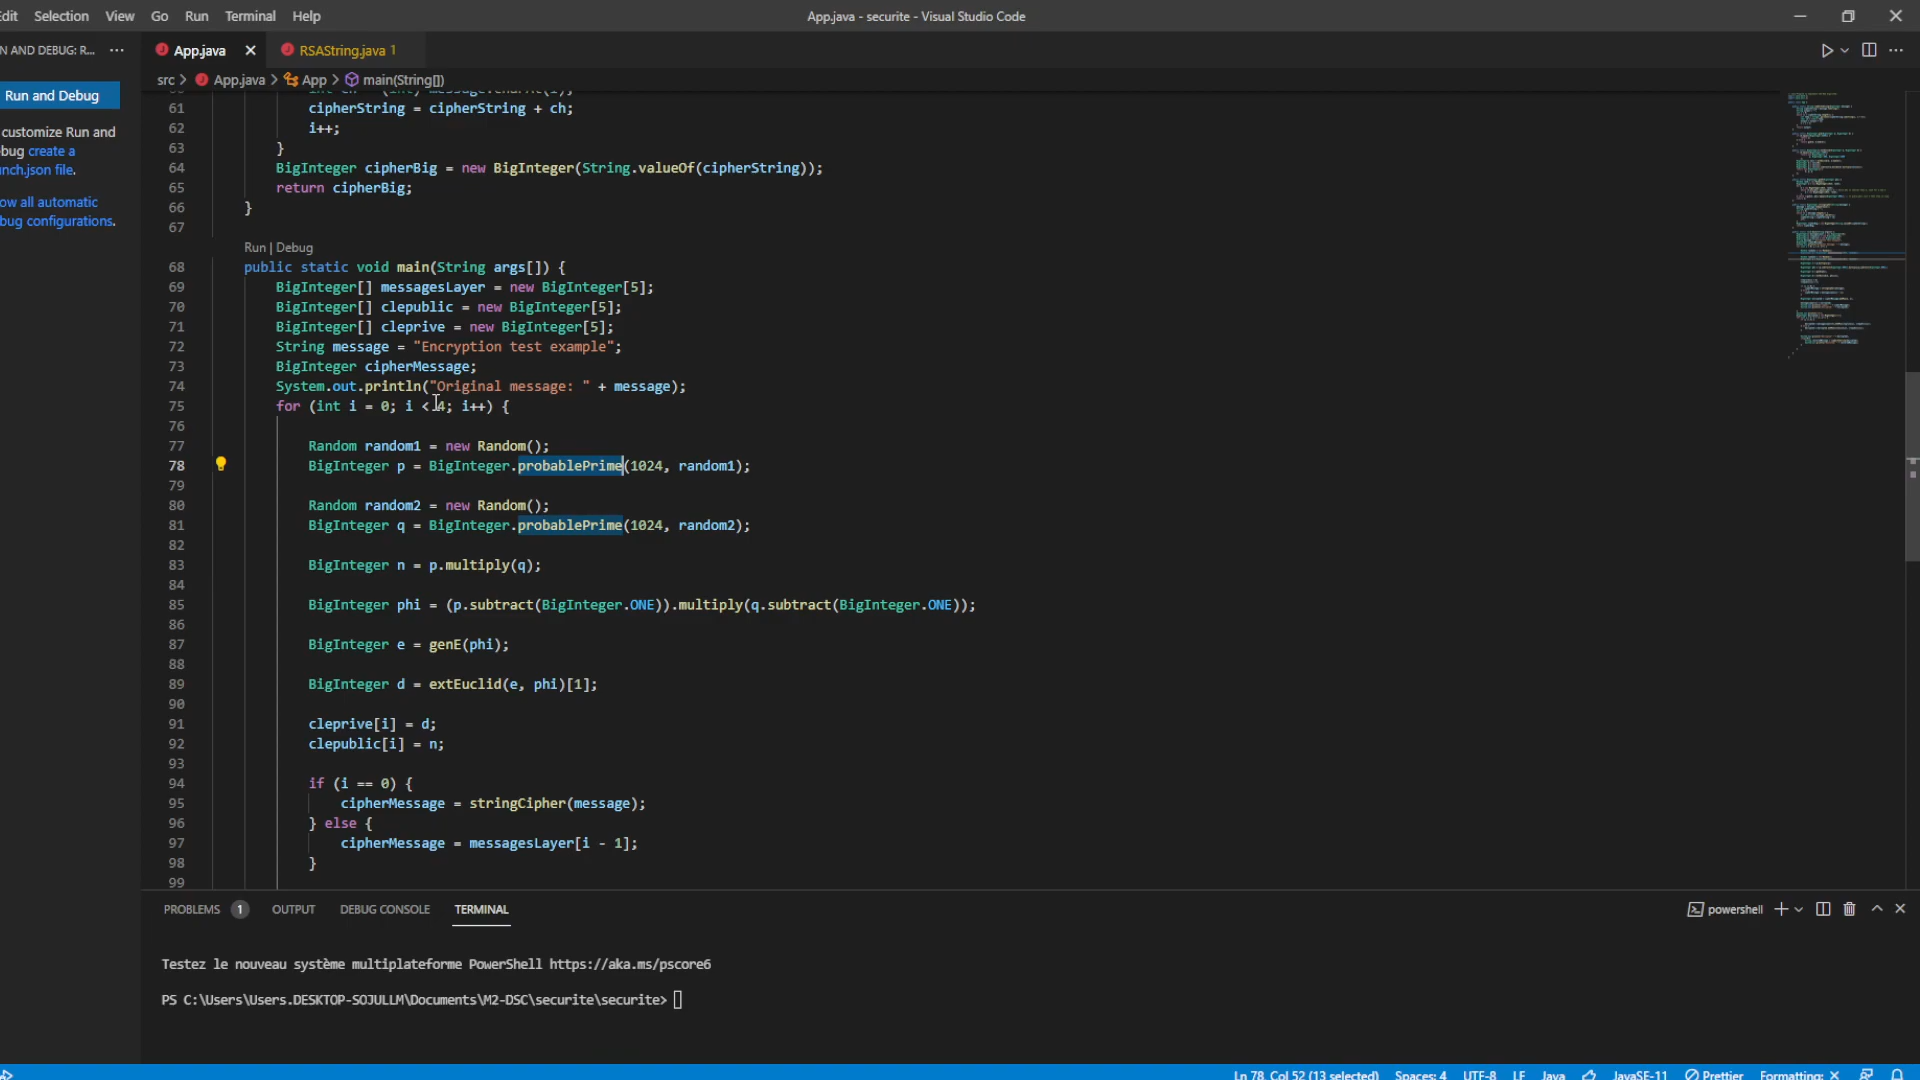 dit Selection View Go Run Terminal Help App.java - securite - Visual Studio Code
N AND DEBUG: R... App.java RSAString.java 1
src > App.java > App > main(String[])
Run and Debug
customize Run and
bug create a
nch.json file.
ow all automatic
bug configurations.
61 cipherString = cipherString + ch;
62 i++;
63 }
64 BigInteger cipherBig = new BigInteger(String.valueOf(cipherString));
65 return cipherBig;
66 }
67
Run | Debug
68 public static void main(String args[]) {
69 BigInteger[] messagesLayer = new BigInteger[5];
70 BigInteger[] clepublic = new BigInteger[5];
71 BigInteger[] cleprive = new BigInteger[5];
72 String message = "Encryption test example";
73 BigInteger cipherMessage;
74 System.out.println("Original message: " + message);
75 for (int i = 0; i < 4; i++) {
76
77 Random random1 = new Random();
78 BigInteger p = BigInteger.probablePrime(1024, random1);
79
80 Random random2 = new Random();
81 BigInteger q = BigInteger.probablePrime(1024, random2);
82
83 BigInteger n = p.multiply(q);
84
85 BigInteger phi = (p.subtract(BigInteger.ONE)).multiply(q.subtract(BigInteger.ONE));
86
87 BigInteger e = genE(phi);
88
89 BigInteger d = extEuclid(e, phi)[1];
90
91 cleprive[i] = d;
92 clepublic[i] = n;
93
94 if (i == 0) {
95 cipherMessage = stringCipher(message);
96 } else {
97 cipherMessage = messagesLayer[i - 1];
98 }
99
PROBLEMS 1 OUTPUT DEBUG CONSOLE TERMINAL powershell
Testez le nouveau système multiplateforme PowerShell https://aka.ms/pscore6
PS C:\Users\Users.DESKTOP-SOJULLM\Documents\M2-DSC\securite\securite>
Ln 78, Col 52 (13 selected) Spaces: 4 UTF-8 LF Java JavaSE-11 Prettier Formatting: X